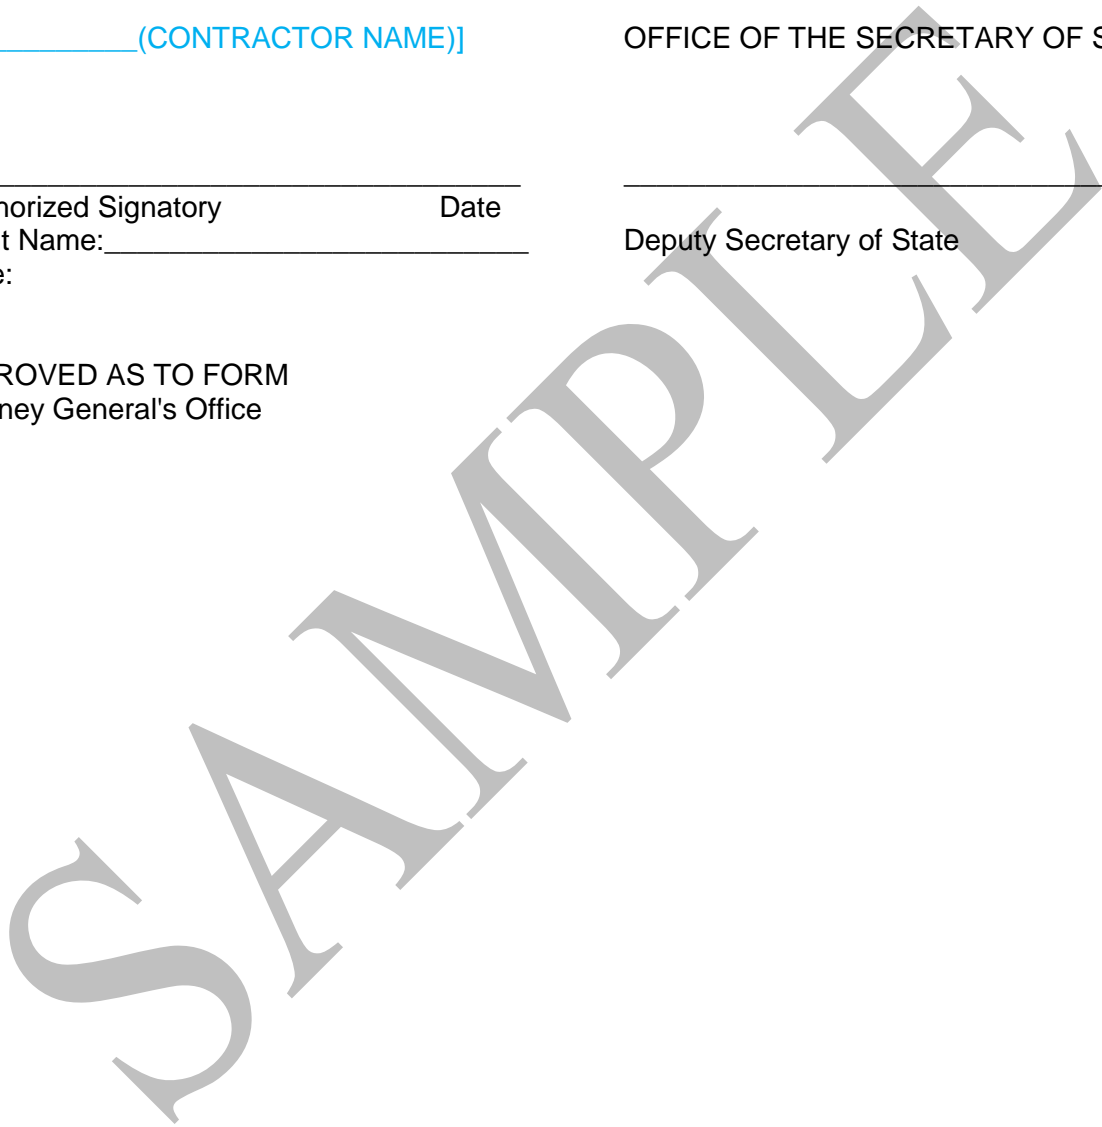 _________(CONTRACTOR NAME)] OFFICE OF THE SECRETARY OF S
horized Signatory Date
t Name:__________________________ Deputy Secretary of State
e:
ROVED AS TO FORM
ney General's Office
SAMPLE